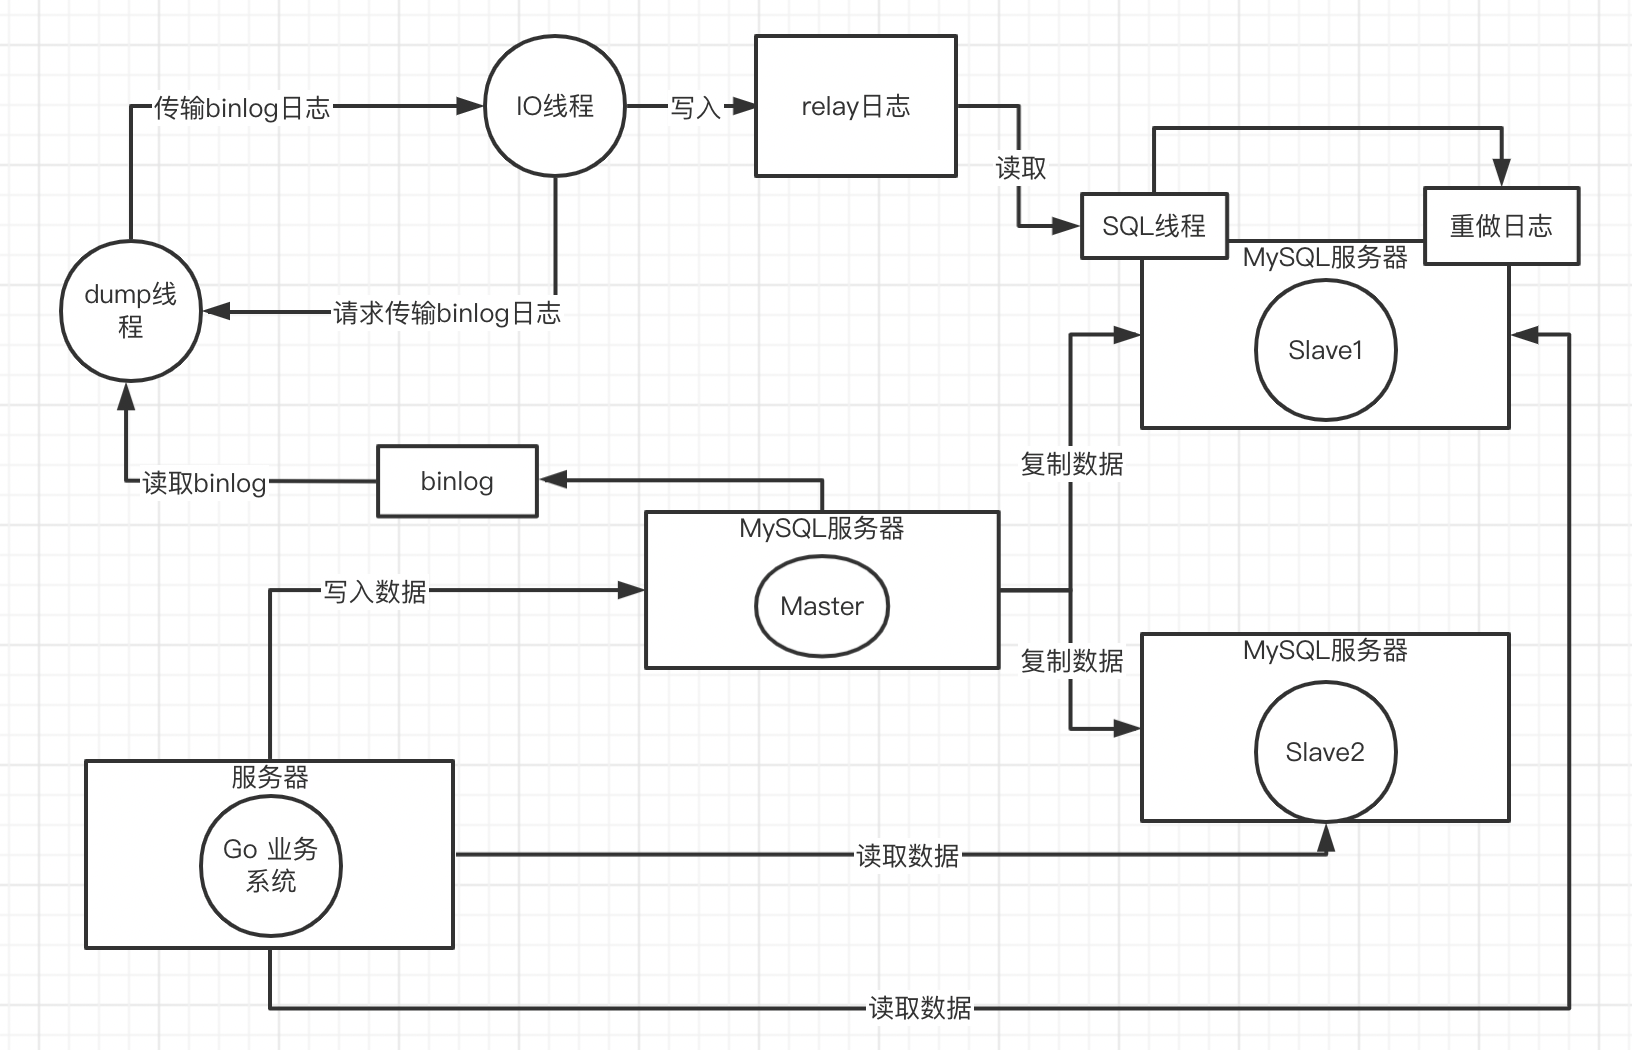 传输binlog日志
IO线程
写入
relay日志
读取
SQL线程
重做日志
MySQL服务器
dump线
程
请求传输binlog日志
Slave1
复制数据
读取binlog
binlog
MySQL服务器
写入数据
Master
复制数据
MySQL服务器
Slave2
服务器
Go 业务
系统
读取数据
读取数据